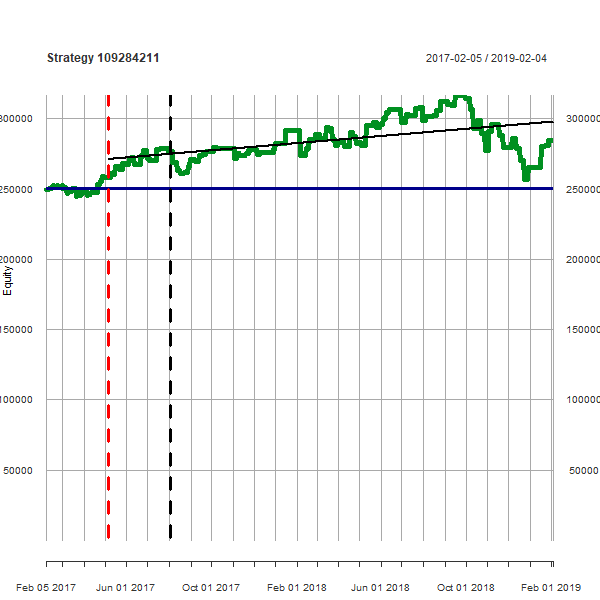 Strategy 109284211
2017-02-05 / 2019-02-04
300000
300000
250000
250000
200000
200000
Equity
150000
150000
100000
100000
50000
50000
Feb 05 2017
Jun 01 2017
Oct 01 2017
Feb 01 2018
Jun 01 2018
Oct 01 2018
Feb 01 2019